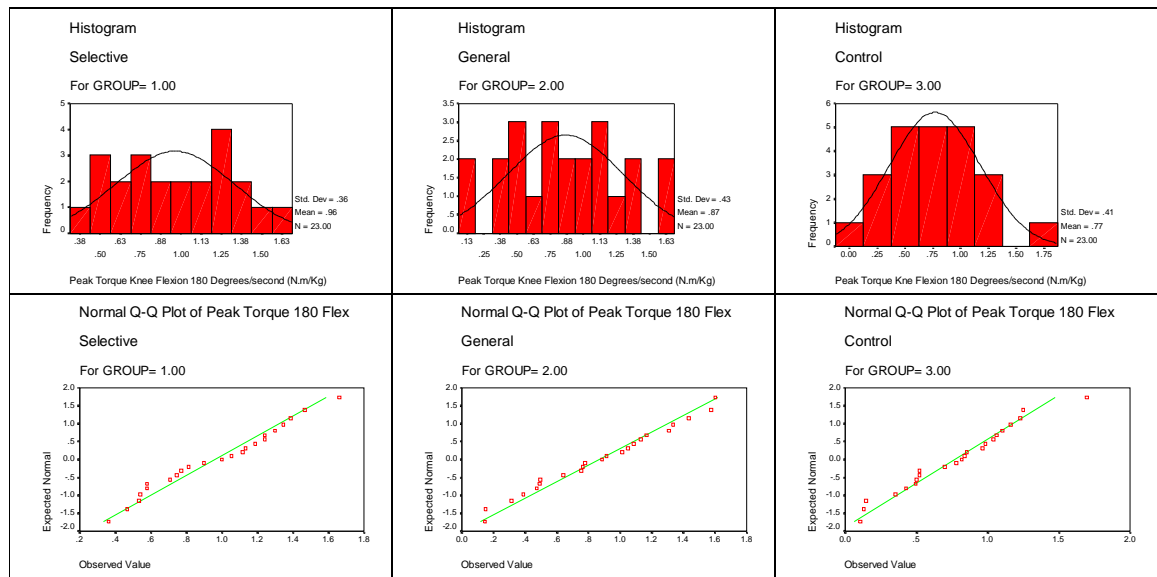 Histogram
Selective
For GROUP= 1.00
5
4
3
2
1
0
Frequency
Std. Dev = .36
Mean = .96
N = 23.00
.38 .63 .88 1.13 1.38 1.63
.50 .75 1.00 1.25 1.50
Peak Torque Knee Flexion 180 Degrees/second (N.m/Kg)
Histogram
General
For GROUP= 2.00
3.5
3.0
2.5
2.0
1.5
1.0
.5
0.0
Frequency
Std. Dev = .43
Mean = .87
N = 23.00
.13 .38 .63 .88 1.13 1.38 1.63
.25 .50 .75 1.00 1.25 1.50
Peak Torque Knee Flexion 180 Degrees/second (N.m/Kg)
Histogram
Control
For GROUP= 3.00
6
5
4
3
2
1
0
Frequency
Std. Dev = .41
Mean = .77
N = 23.00
0.00 .25 .50 .75 1.00 1.25 1.50 1.75
Peak Torque Kne Flexion 180 Degrees/second (N.m/Kg)
Normal Q-Q Plot of Peak Torque 180 Flex
Selective
For GROUP= 1.00
2.0
1.5
1.0
.5
0.0
-.5
-1.0
-1.5
-2.0
Expected Normal
.2 .4 .6 .8 1.0 1.2 1.4 1.6 1.8
Observed Value
Normal Q-Q Plot of Peak Torque 180 Flex
General
For GROUP= 2.00
2.0
1.5
1.0
.5
0.0
-.5
-1.0
-1.5
-2.0
Expected Normal
0.0 .2 .4 .6 .8 1.0 1.2 1.4 1.6 1.8
Observed Value
Normal Q-Q Plot of Peak Torque 180 Flex
Control
For GROUP= 3.00
2.0
1.5
1.0
.5
0.0
-.5
-1.0
-1.5
-2.0
Expected Normal
0.0 .5 1.0 1.5 2.0
Observed Value